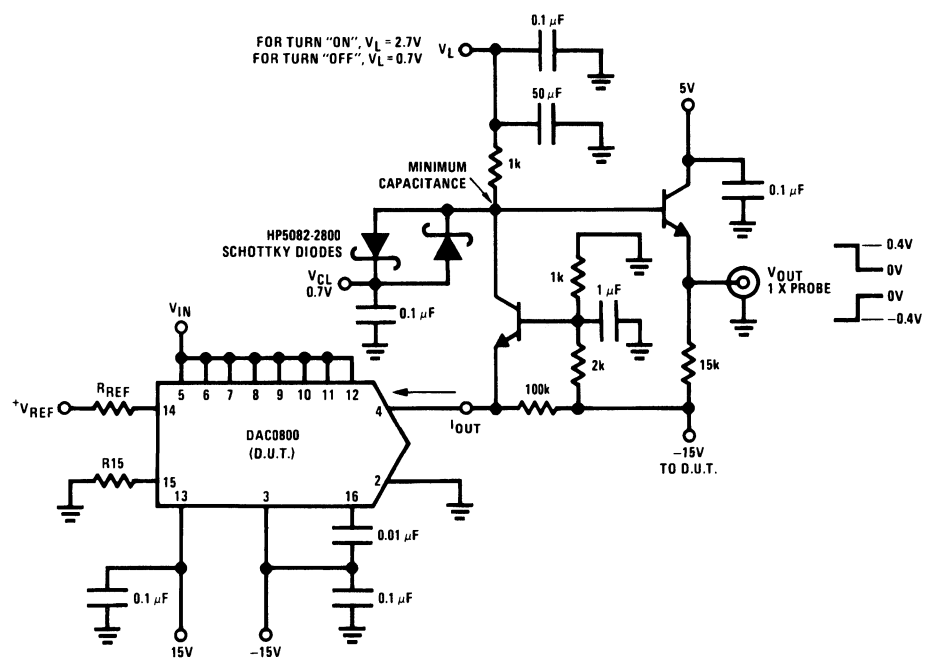 FOR TURN "ON", VL = 2.7V
FOR TURN "OFF", VL = 0.7V
VL
0.1 µF
50 µF
5V
1k
MINIMUM
CAPACITANCE
0.1 µF
HP5082-2800
SCHOTTKY DIODES
VCL
0.7V
0.1 µF
1k
1 µF
2k
VOUT
1 X PROBE
0.4V
0V
0V
−0.4V
15k
VIN
5 6 7 8 9 10 11 12
+VREF
RREF
14
DAC0800
(D.U.T.)
4
IOUT
100k
−15V
TO D.U.T.
R15
15
13
3
16
2
0.01 µF
0.1 µF
0.1 µF
15V
−15V